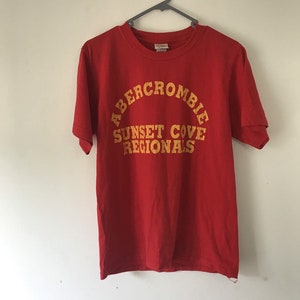 ABERCROMBIE
SUNSET COVE
REGIONALS